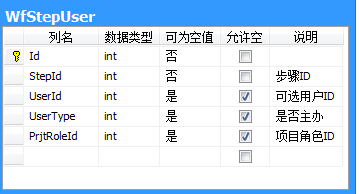 WfStepUser
列名 数据类型 可为空值 允许空 说明
Id int 否
StepId int 否 步骤ID
UserId int 是 可选用户ID
UserType int 是 是否主办
PrjtRoleId int 是 项目角色ID